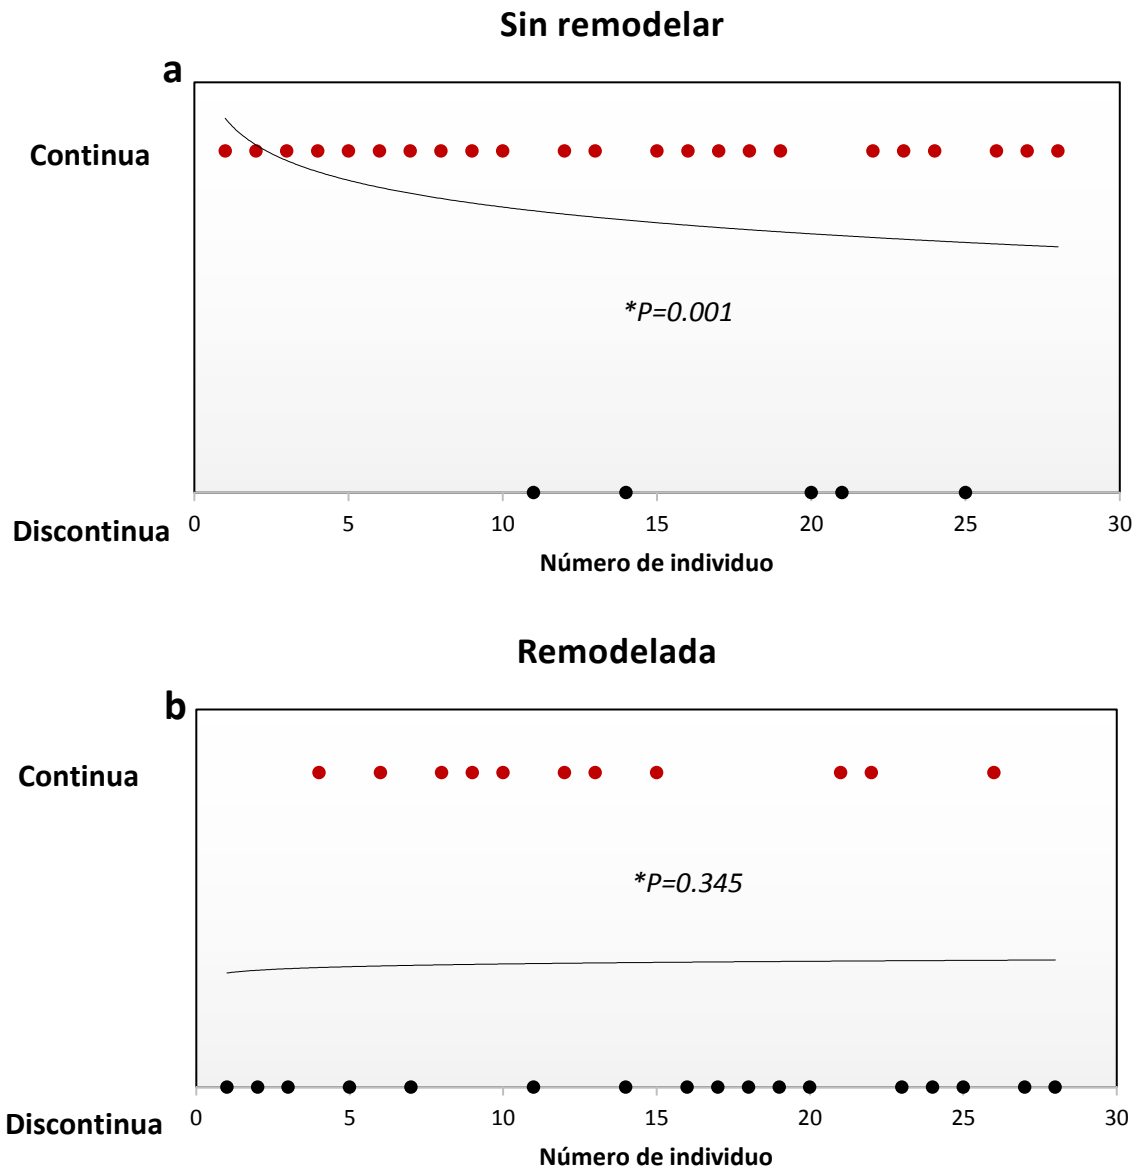 Sin remodelar
a
Continua
*P=0.001
Discontinua
0 5 10 15 20 25 30
Número de individuo
Remodelada
b
Continua
*P=0.345
Discontinua
0 5 10 15 20 25 30
Número de individuo